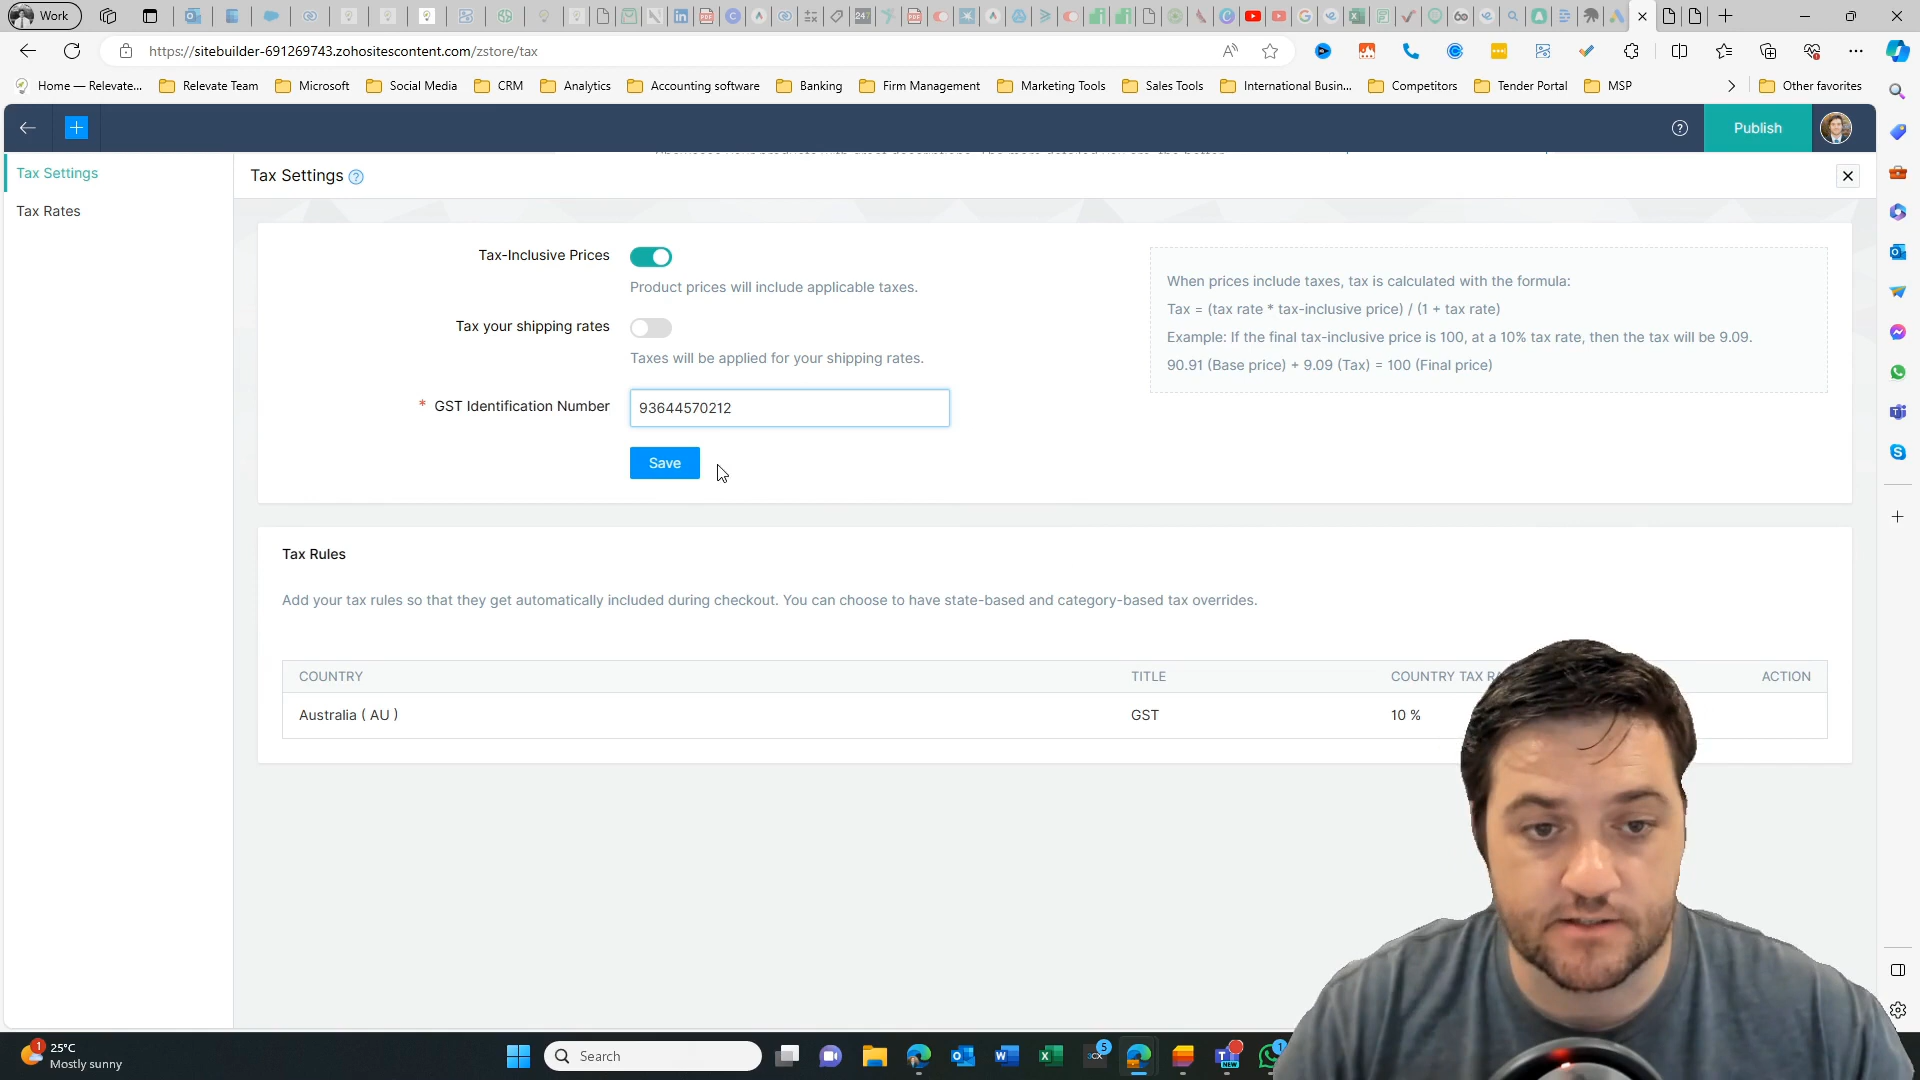 Work
https://sitebuilder-691269743.zohositescontent.com/zstore/tax
Home — Relevate...
Relevate Team
Microsoft
Social Media
CRM
Analytics
Accounting software
Banking
Firm Management
Marketing Tools
Sales Tools
International Busin...
Competitors
Tender Portal
MSP
Other favorites
Publish
Tax Settings
Tax Rates
Tax Settings
Tax-Inclusive Prices
Product prices will include applicable taxes.
Tax your shipping rates
Taxes will be applied for your shipping rates.
* GST Identification Number
93644570212
Save
When prices include taxes, tax is calculated with the formula:
Tax = (tax rate * tax-inclusive price) / (1 + tax rate)
Example: If the final tax-inclusive price is 100, at a 10% tax rate, then the tax will be 9.09.
90.91 (Base price) + 9.09 (Tax) = 100 (Final price)
Tax Rules
Add your tax rules so that they get automatically included during checkout. You can choose to have state-based and category-based tax overrides.
COUNTRY TITLE COUNTRY TAX ACTION
Australia ( AU ) GST 10 %
1
25°C
Mostly sunny
Search
5
NEW
1